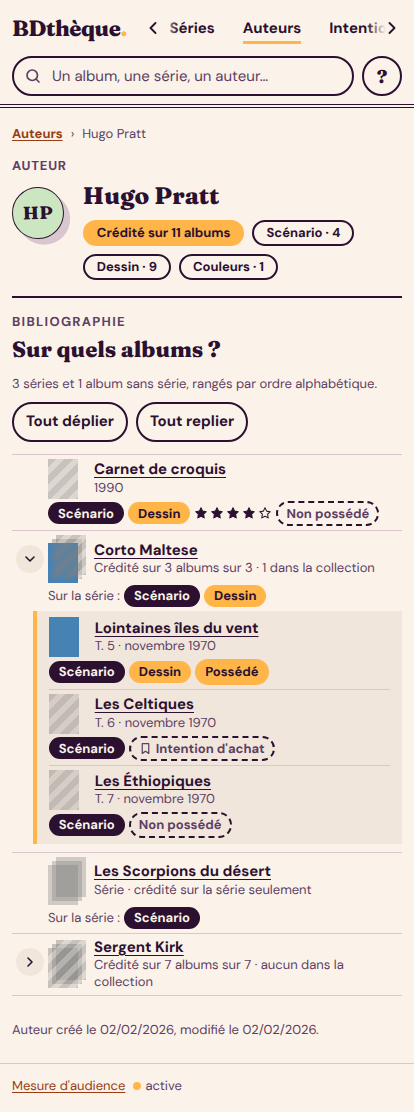 BDthèque.
Séries Auteurs
Un album, une série, un auteur... ?
Auteurs › Hugo Pratt
AUTEUR
HP
Hugo Pratt
Crédité sur 11 albums Scénario · 4
Dessin · 9 Couleurs · 1
BIBLIOGRAPHIE
Sur quels albums ?
3 séries et 1 album sans série, rangés par ordre alphabétique.
Tout déplier Tout replier
Carnet de croquis
1990
Scénario Dessin ★★★★☆ Non possédé
Corto Maltese
Crédité sur 3 albums sur 3 · 1 dans la collection
Sur la série : Scénario Dessin
Lointaines îles du vent
T. 5 · novembre 1970
Scénario Dessin Possédé
Les Celtiques
T. 6 · novembre 1970
Scénario Intention d'achat
Les Éthiopiques
T. 7 · novembre 1970
Scénario Non possédé
Les Scorpions du désert
Série · crédité sur la série seulement
Sur la série : Scénario
Sergent Kirk
Crédité sur 7 albums sur 7 · aucun dans la
collection
Auteur créé le 02/02/2026, modifié le 02/02/2026.
Mesure d'audience active